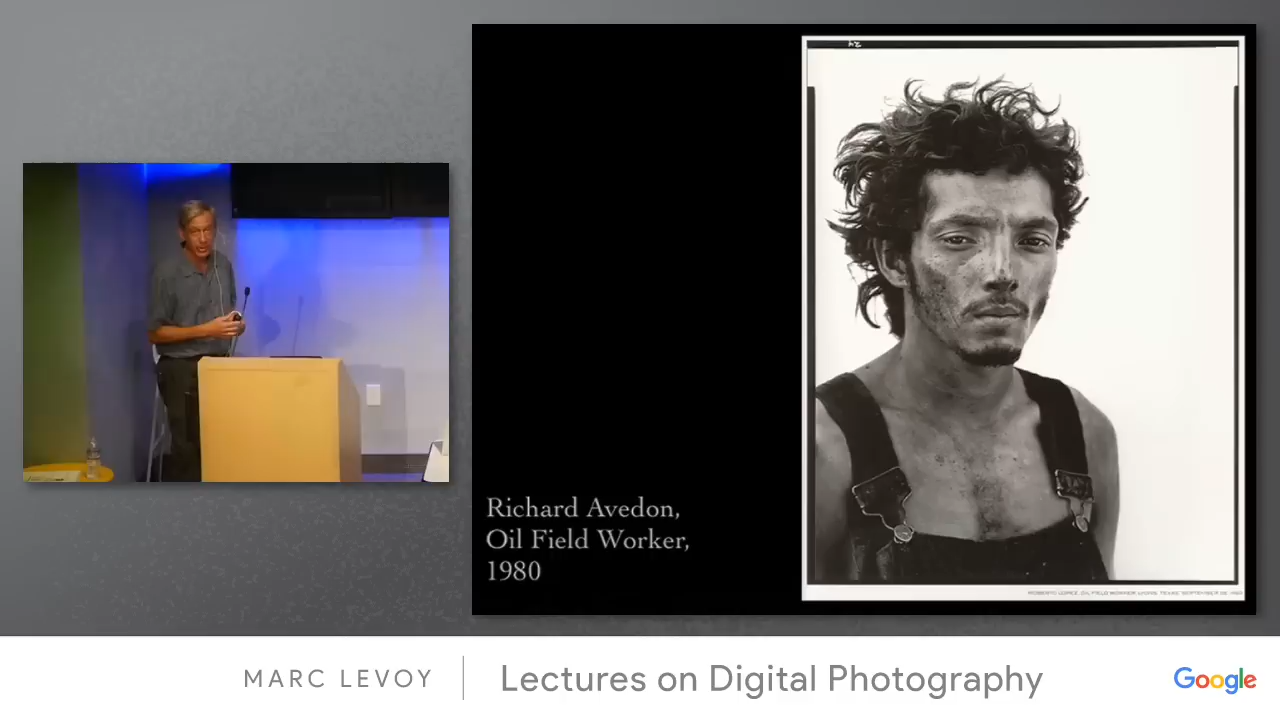 Richard Avedon,
Oil Field Worker,
1980
MARC LEVOY
Lectures on Digital Photography
Google